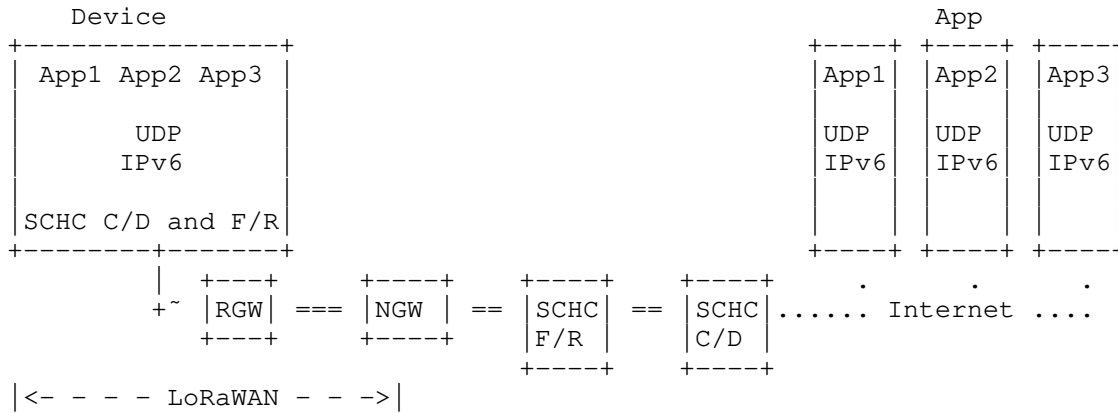 Device App
App1 App2 App3 App1 App2 App3
UDP UDP UDP UDP
IPv6 IPv6 IPv6 IPv6
SCHC C/D and F/R
+~ RGW === NGW == SCHC == SCHC ...... Internet ....
F/R C/D
|<- - - - LoRaWAN - - ->|